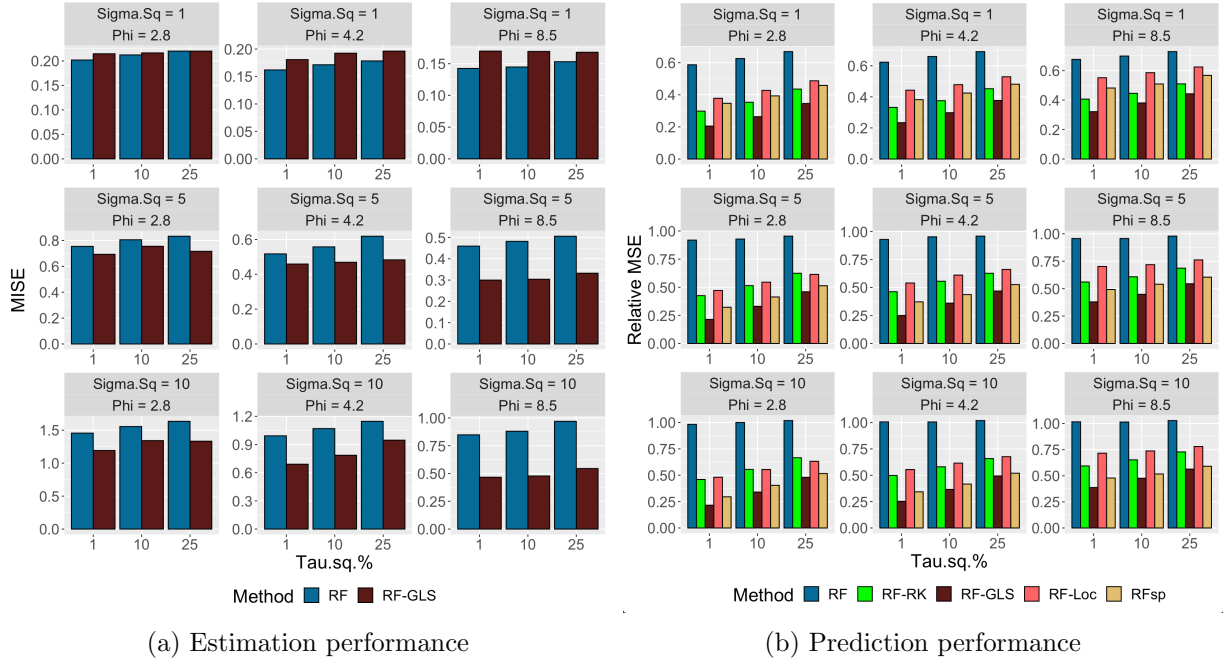 Sigma.Sq = 1
Phi = 2.8
0.20
0.15
0.10
0.05
0.00
1 10 25
Sigma.Sq = 1
Phi = 4.2
0.20
0.15
0.10
0.05
0.00
1 10 25
Sigma.Sq = 1
Phi = 8.5
0.15
0.10
0.05
0.00
1 10 25
Sigma.Sq = 5
Phi = 2.8
0.8
0.6
0.4
0.2
0.0
1 10 25
Sigma.Sq = 5
Phi = 4.2
0.6
0.4
0.2
0.0
1 10 25
Sigma.Sq = 5
Phi = 8.5
0.5
0.4
0.3
0.2
0.1
0.0
1 10 25
Sigma.Sq = 10
Phi = 2.8
1.5
1.0
0.5
0.0
1 10 25
Sigma.Sq = 10
Phi = 4.2
1.2
0.9
0.6
0.3
0.0
1 10 25
Sigma.Sq = 10
Phi = 8.5
1.00
0.75
0.50
0.25
0.00
1 10 25
MISE
Tau.sq.%
Method RF RF-GLS
(a) Estimation performance
Sigma.Sq = 1
Phi = 2.8
0.6
0.4
0.2
0.0
1 10 25
Sigma.Sq = 1
Phi = 4.2
0.6
0.4
0.2
0.0
1 10 25
Sigma.Sq = 1
Phi = 8.5
0.6
0.4
0.2
0.0
1 10 25
Sigma.Sq = 5
Phi = 2.8
1.00
0.75
0.50
0.25
0.00
1 10 25
Sigma.Sq = 5
Phi = 4.2
1.00
0.75
0.50
0.25
0.00
1 10 25
Sigma.Sq = 5
Phi = 8.5
1.00
0.75
0.50
0.25
0.00
1 10 25
Sigma.Sq = 10
Phi = 2.8
1.00
0.75
0.50
0.25
0.00
1 10 25
Sigma.Sq = 10
Phi = 4.2
1.00
0.75
0.50
0.25
0.00
1 10 25
Sigma.Sq = 10
Phi = 8.5
1.00
0.75
0.50
0.25
0.00
1 10 25
Relative MSE
Tau.sq.%
Method RF RF-RK RF-GLS RF-Loc RFsp
(b) Prediction performance